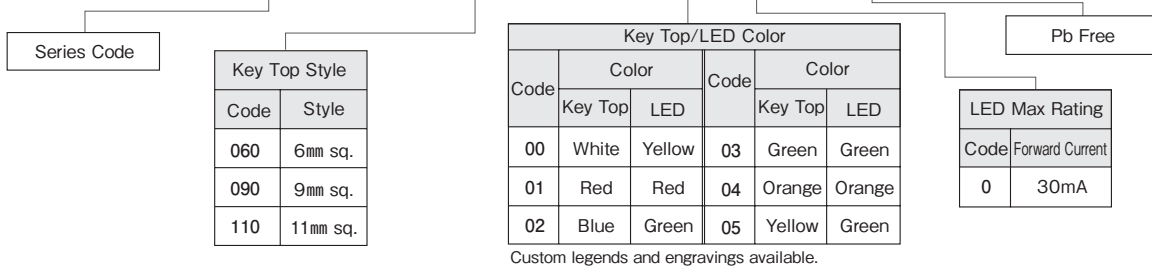 Series Code
Key Top Style
Code Style
060 6mm sq.
090 9mm sq.
110 11mm sq.
Key Top/LED Color
Code Color Code Color
Key Top LED Key Top LED
00 White Yellow 03 Green Green
01 Red Red 04 Orange Orange
02 Blue Green 05 Yellow Green
Custom legends and engravings available.
Pb Free
LED Max Rating
Code Forward Current
0 30mA